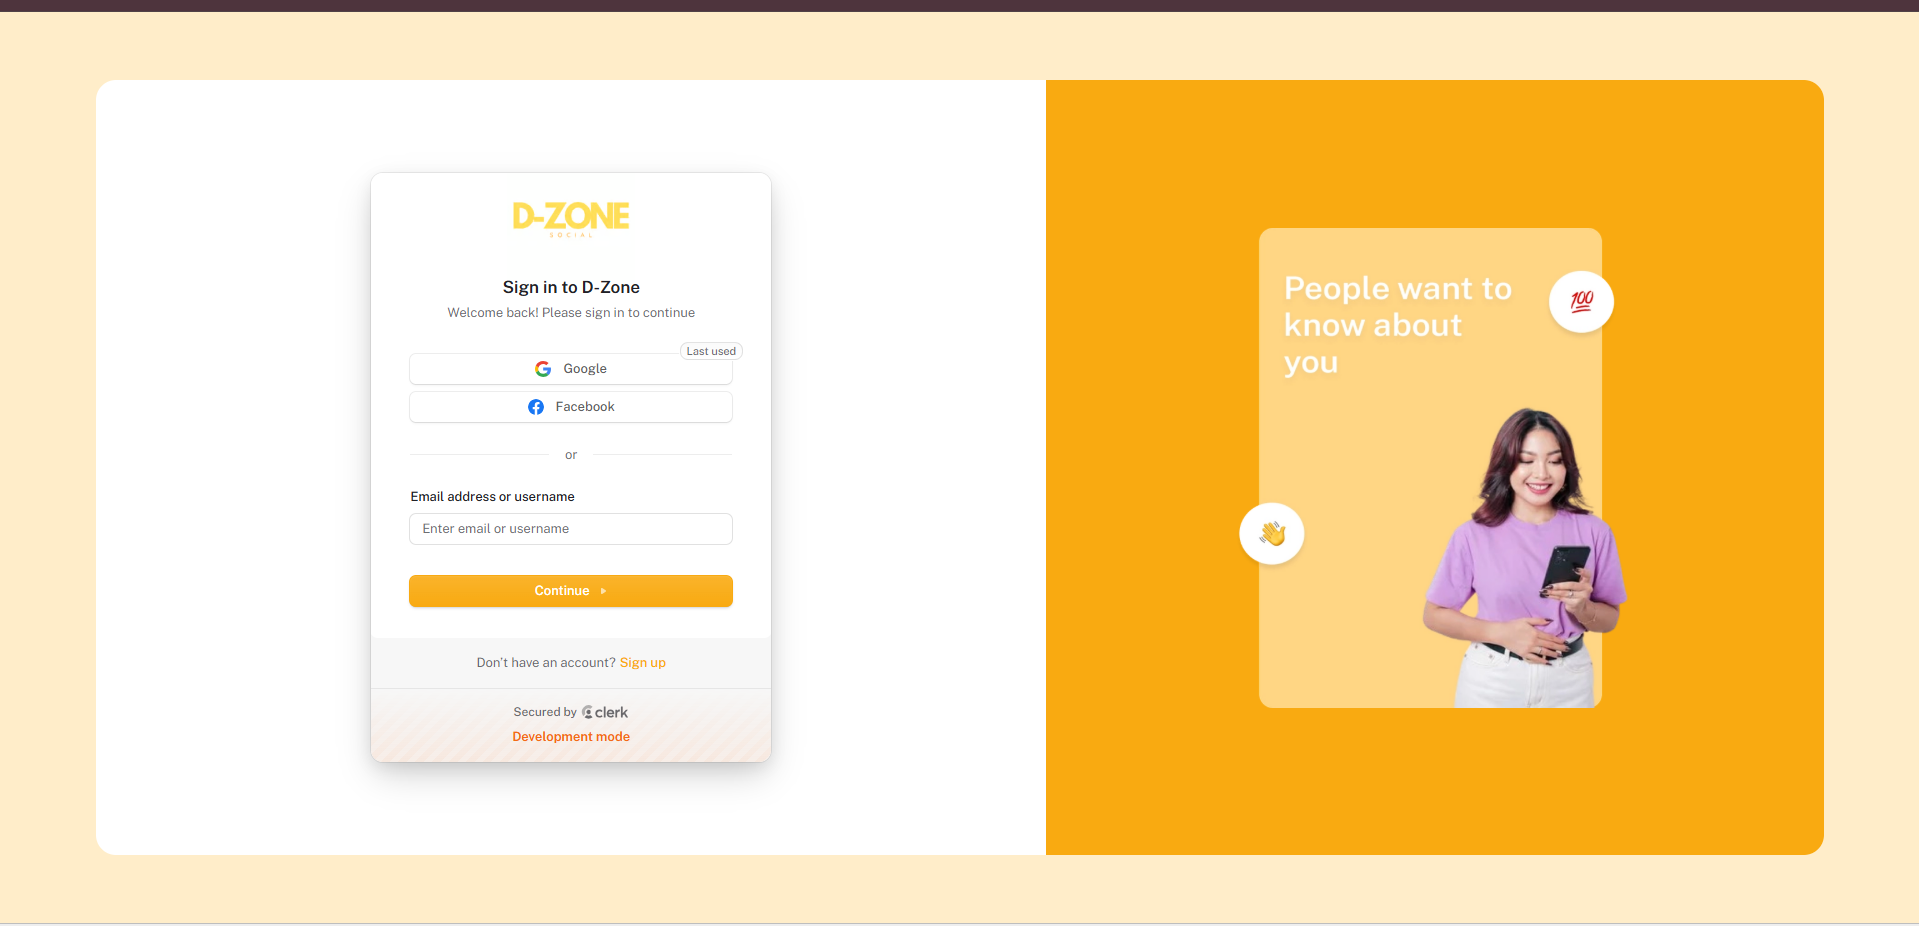 D-ZONE
SOCIAL
Sign in to D-Zone
Welcome back! Please sign in to continue
Last used
Google
Facebook
or
Email address or username
Enter email or username
Continue
Don't have an account? Sign up
Secured by clerk
Development mode
People want to
know about
you
100